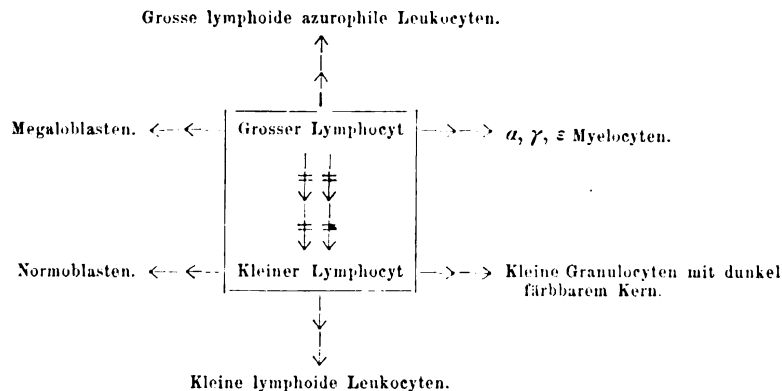 Grosse lymphoide azurophile Leukocyten.
Megaloblasten.
Grosser Lymphocyt
α, γ, ε Myelocyten.
Normoblasten.
Kleiner Lymphocyt
Kleine Granulocyten mit dunkel
färbbarem Kern.
Kleine lymphoide Leukocyten.